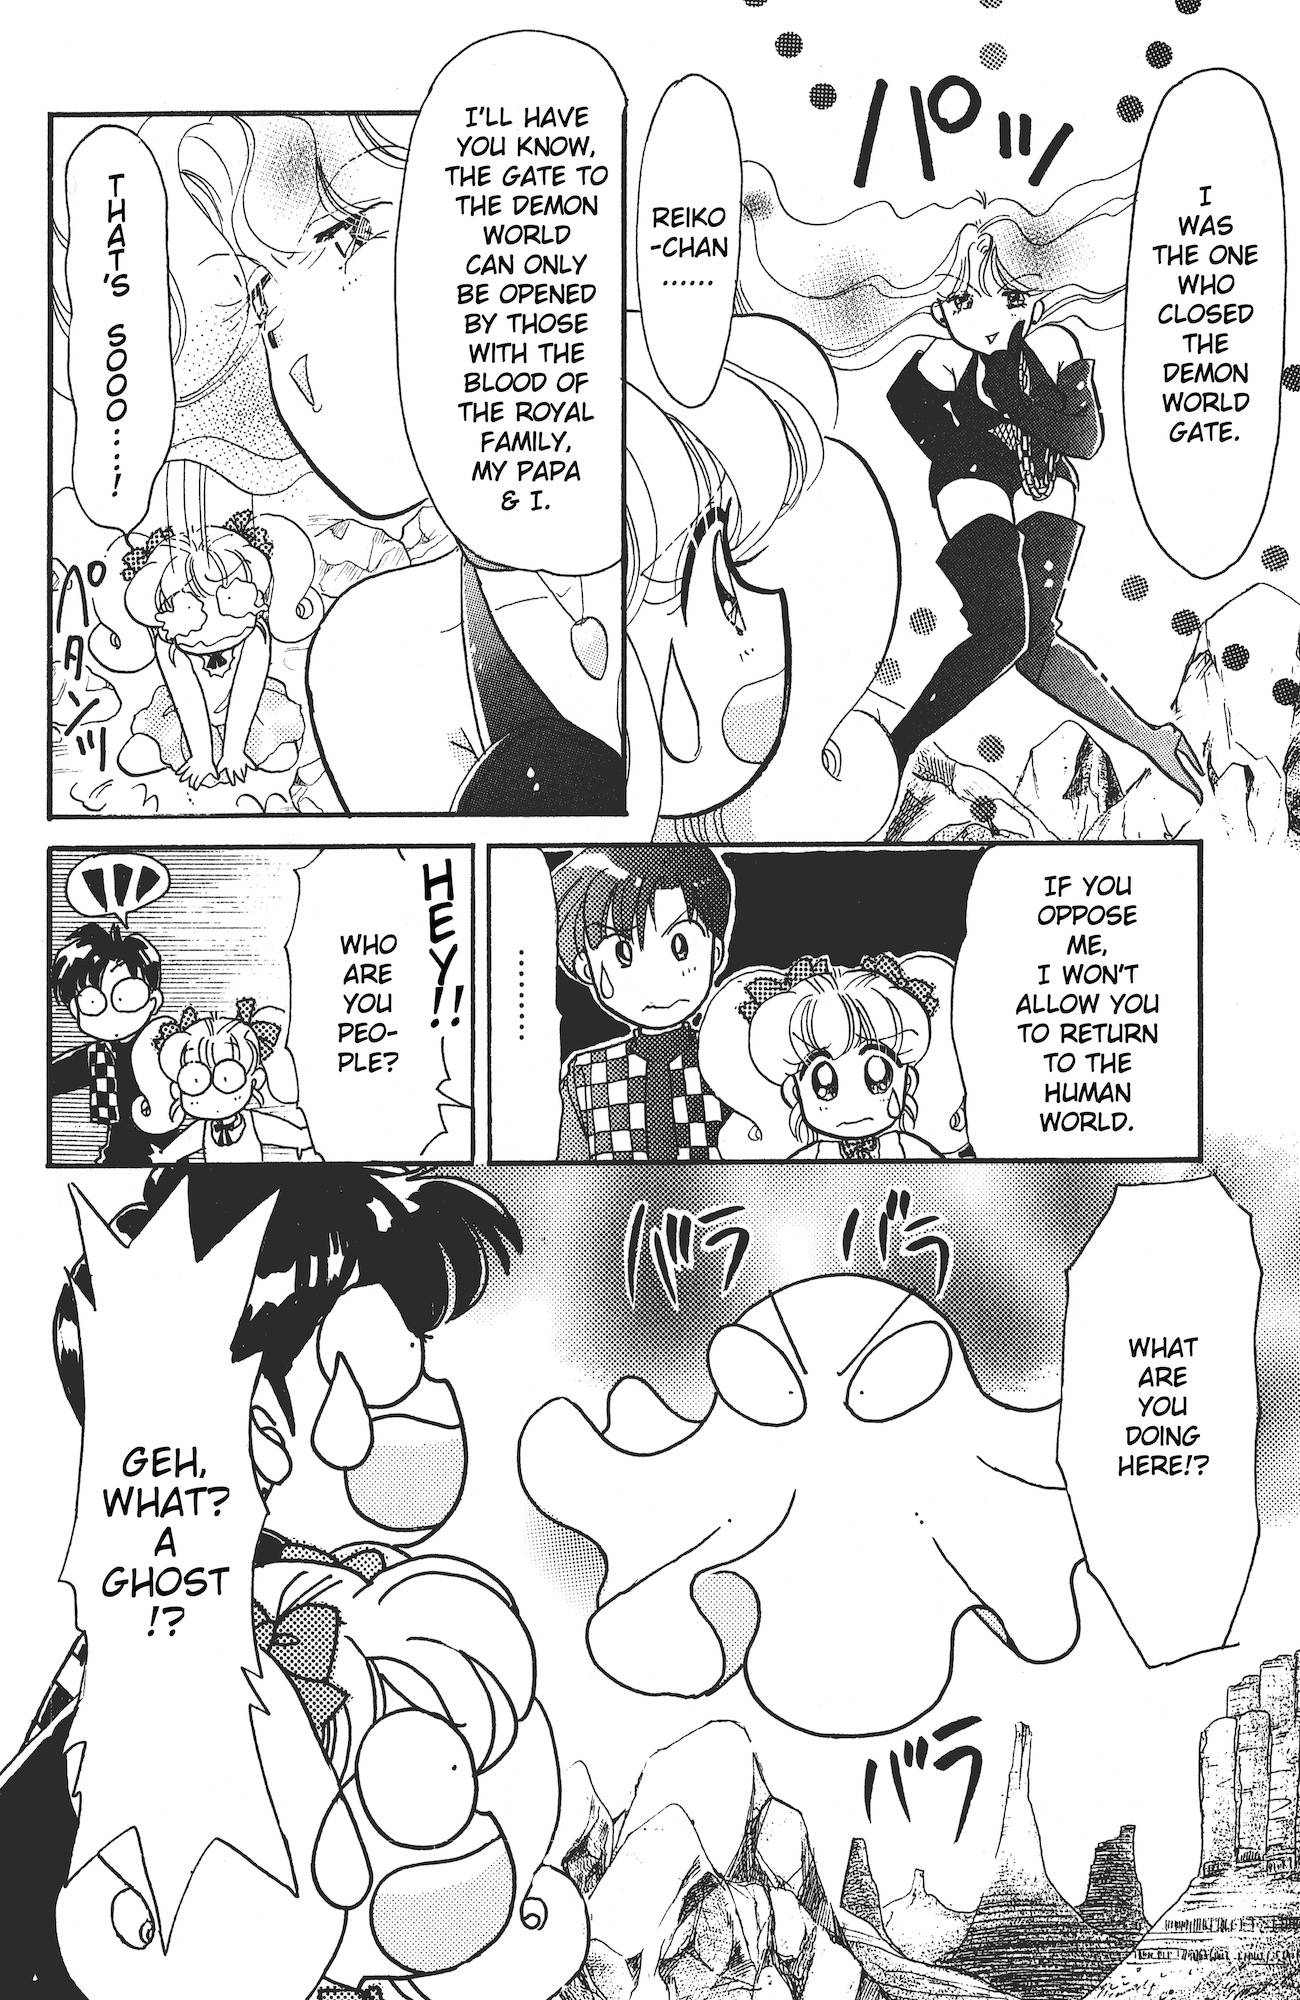 I
WAS
THE ONE
WHO
CLOSED
THE
DEMON
WORLD
GATE.
パッ
REIKO
-CHAN
......
I'LL HAVE
YOU KNOW,
THE GATE TO
THE DEMON
WORLD
CAN ONLY
BE OPENED
BY THOSE
WITH THE
BLOOD OF
THE ROYAL
FAMILY,
MY PAPA
& I.
THAT'S SOOO....!
ペタンッ
IF YOU
OPPOSE
ME,
I WON'T
ALLOW YOU
TO RETURN
TO THE
HUMAN
WORLD.
........
HEY!!
WHO
ARE
YOU
PEO-
PLE?
!!!
WHAT
ARE
YOU
DOING
HERE!?
バラ
バラ
バラ
GEH,
WHAT?
A
GHOST
!?